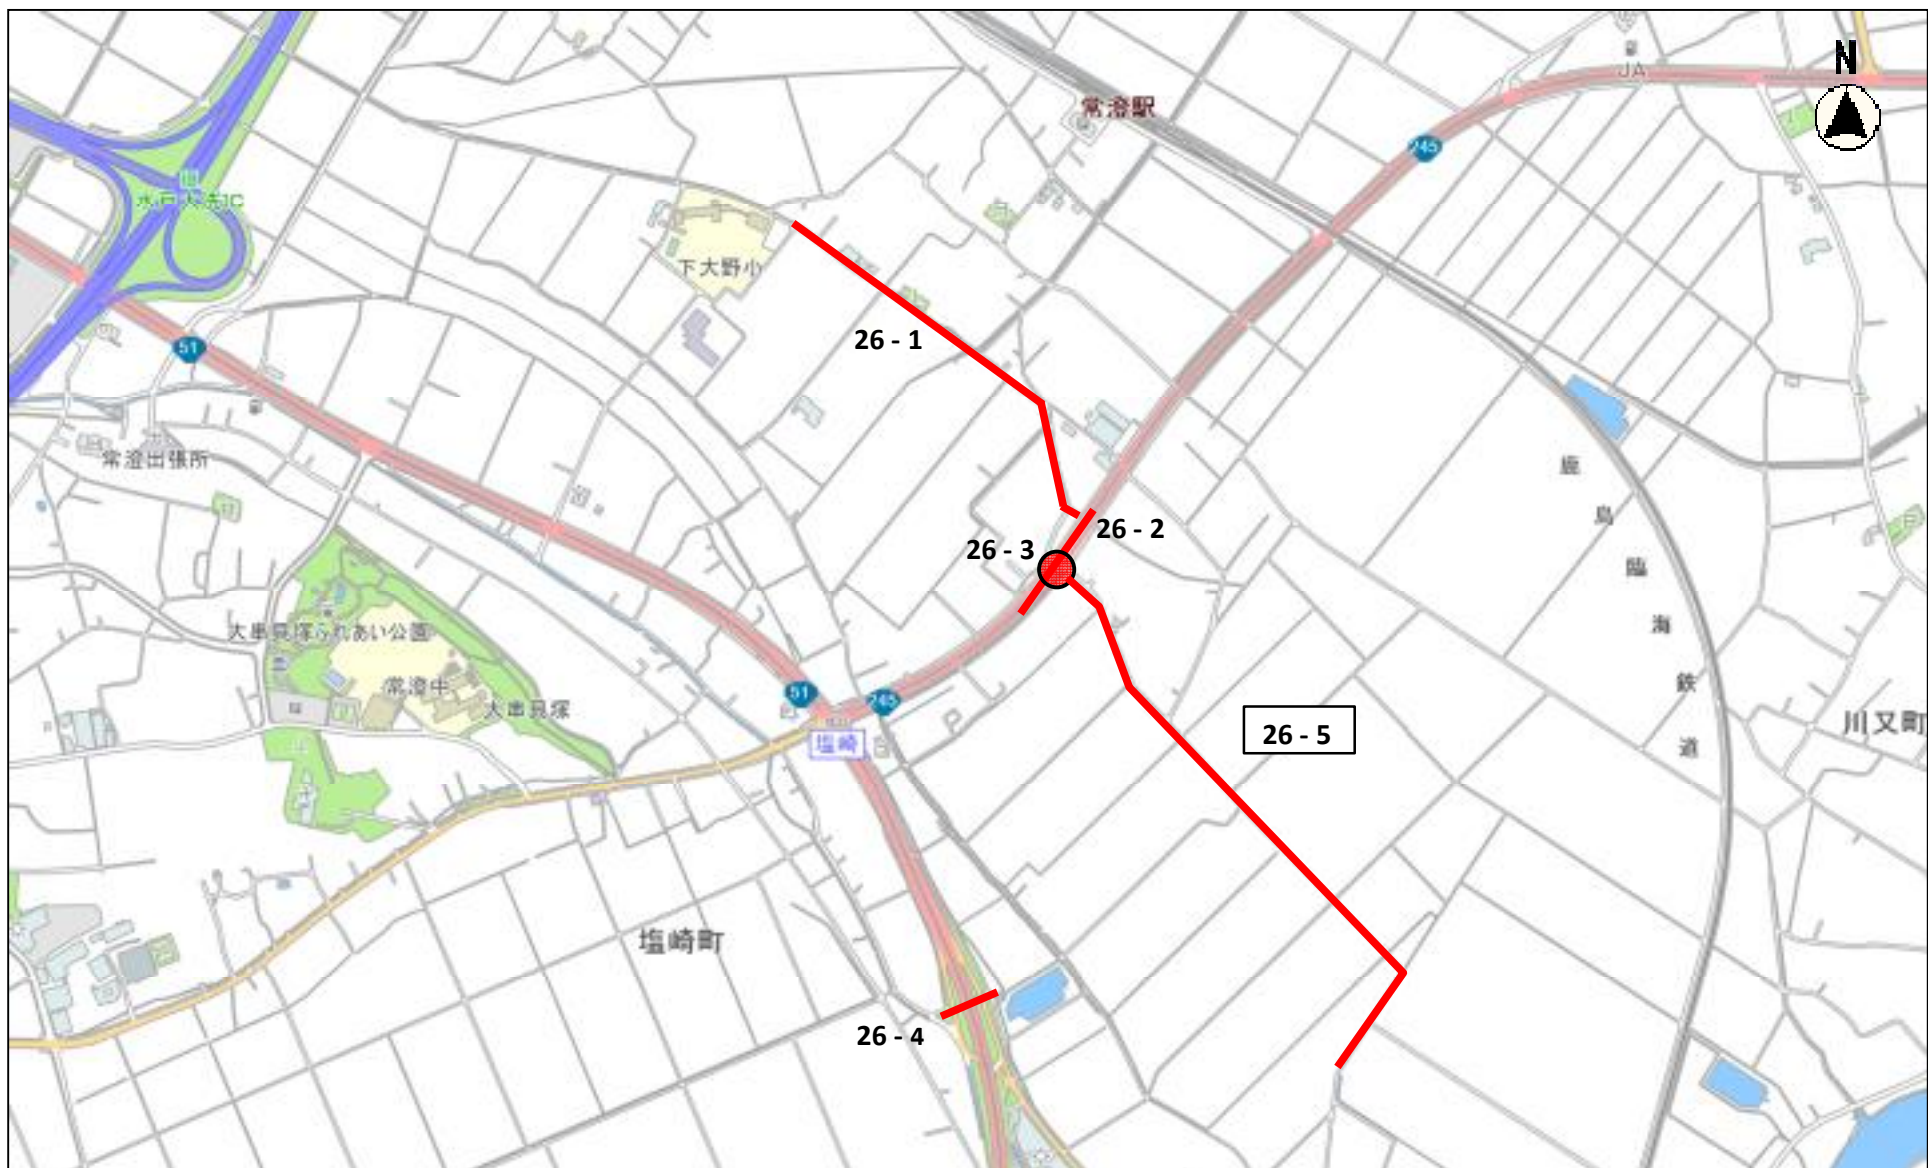 N
JA
常澄駅
245
水戸大洗IC
下大野小
51
26 - 1
常澄出張所
鹿島臨海鉄道
26 - 2
26 - 3
大串貝塚ふれあい公園
常澄中
大串貝塚
51
245
塩崎
26 - 5
川又町
塩崎町
26 - 4